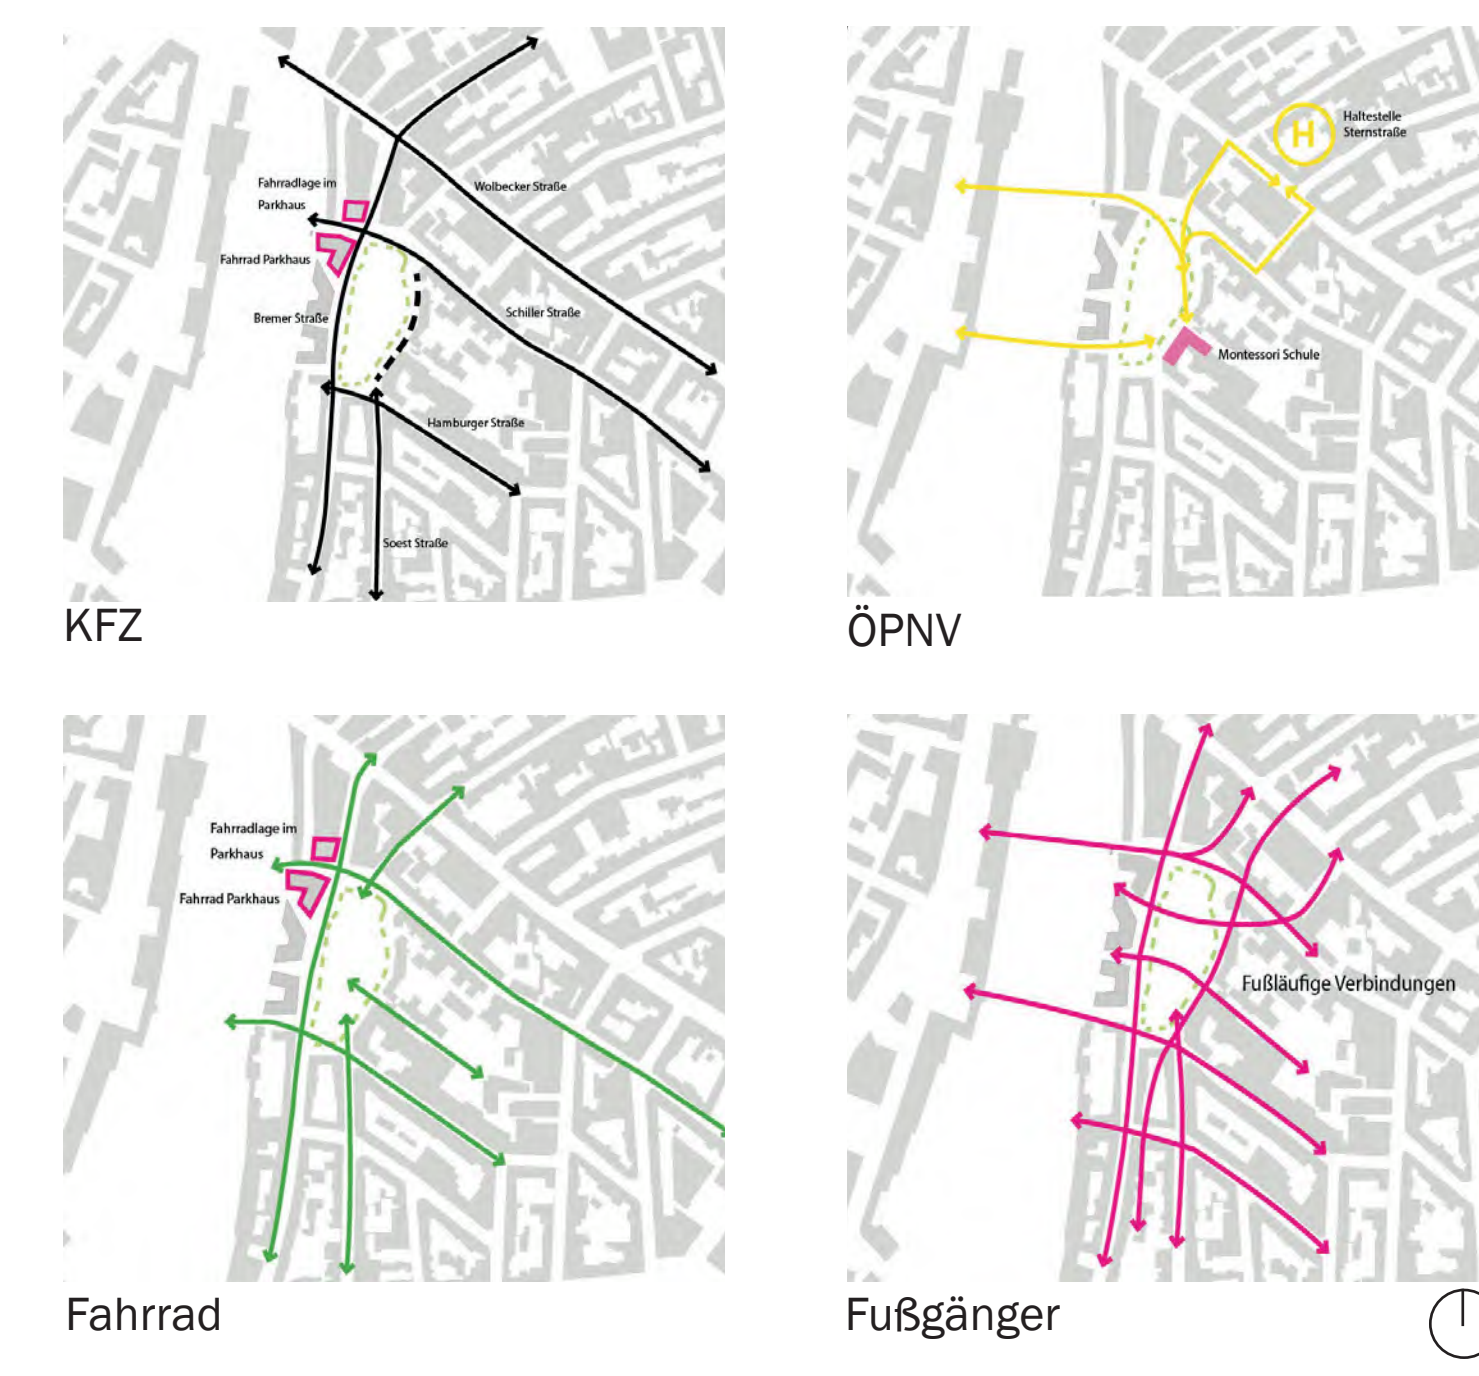 Wolbecker Straße
Fahrradlage im
Parkhaus
Fahrrad Parkhaus
Bremer Straße
Schiller Straße
Hamburger Straße
Soest Straße
KFZ
H
Haltestelle
Sternstraße
Montessori Schule
ÖPNV
Fahrradlage im
Parkhaus
Fahrrad Parkhaus
Fahrrad
Fußläufige Verbindungen
Fußgänger